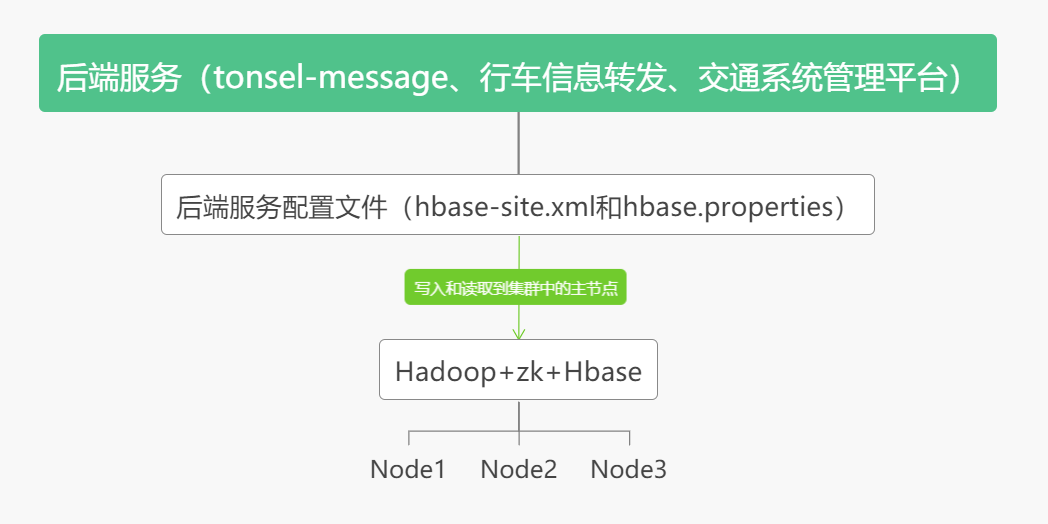 后端服务（tonsel-message、行车信息转发、交通系统管理平台）
后端服务配置文件（hbase-site.xml和hbase.properties）
写入和读取到集群中的主节点
Hadoop+zk+Hbase
Node1 Node2 Node3